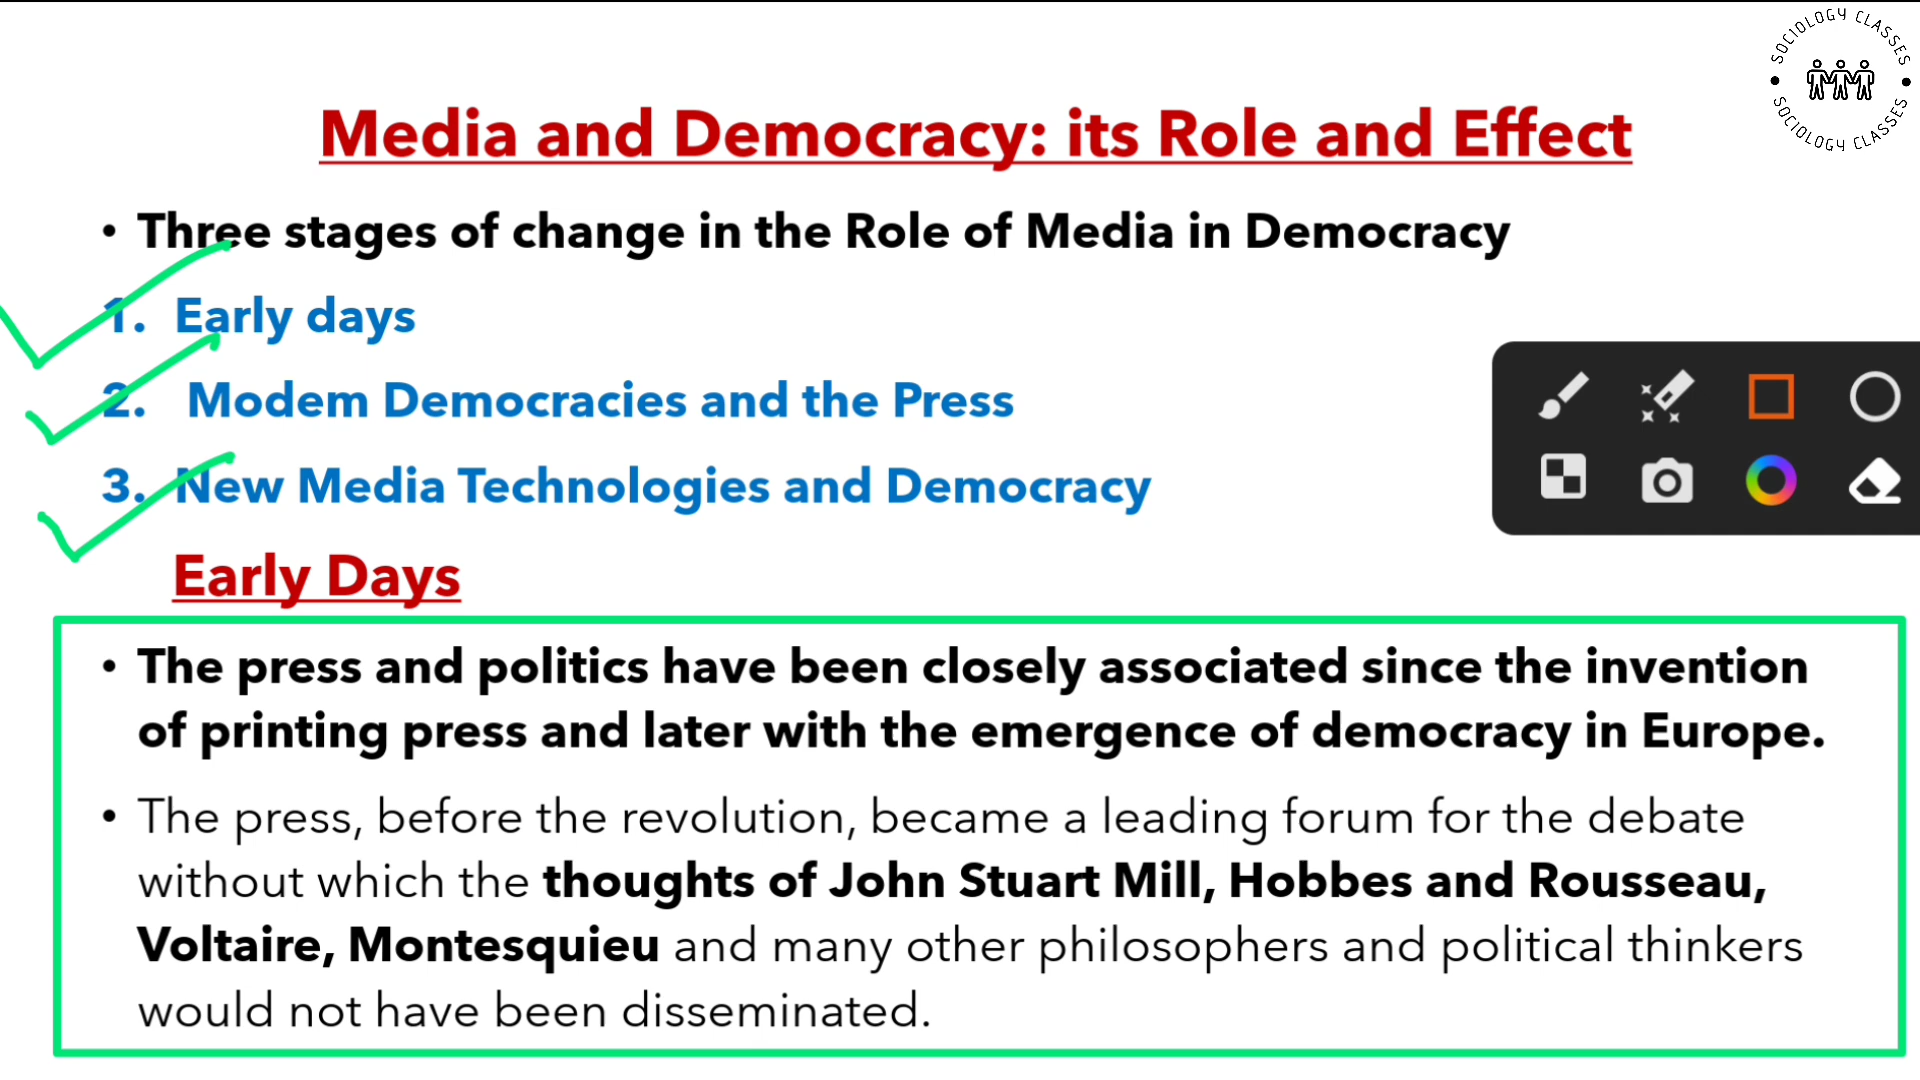 SOCIOLOGY CLASSES
SOCIOLOGY CLASSES
Media and Democracy: its Role and Effect
• Three stages of change in the Role of Media in Democracy
1. Early days
2. Modem Democracies and the Press
3. New Media Technologies and Democracy
Early Days
• The press and politics have been closely associated since the invention
of printing press and later with the emergence of democracy in Europe.
• The press, before the revolution, became a leading forum for the debate
without which the thoughts of John Stuart Mill, Hobbes and Rousseau,
Voltaire, Montesquieu and many other philosophers and political thinkers
would not have been disseminated.